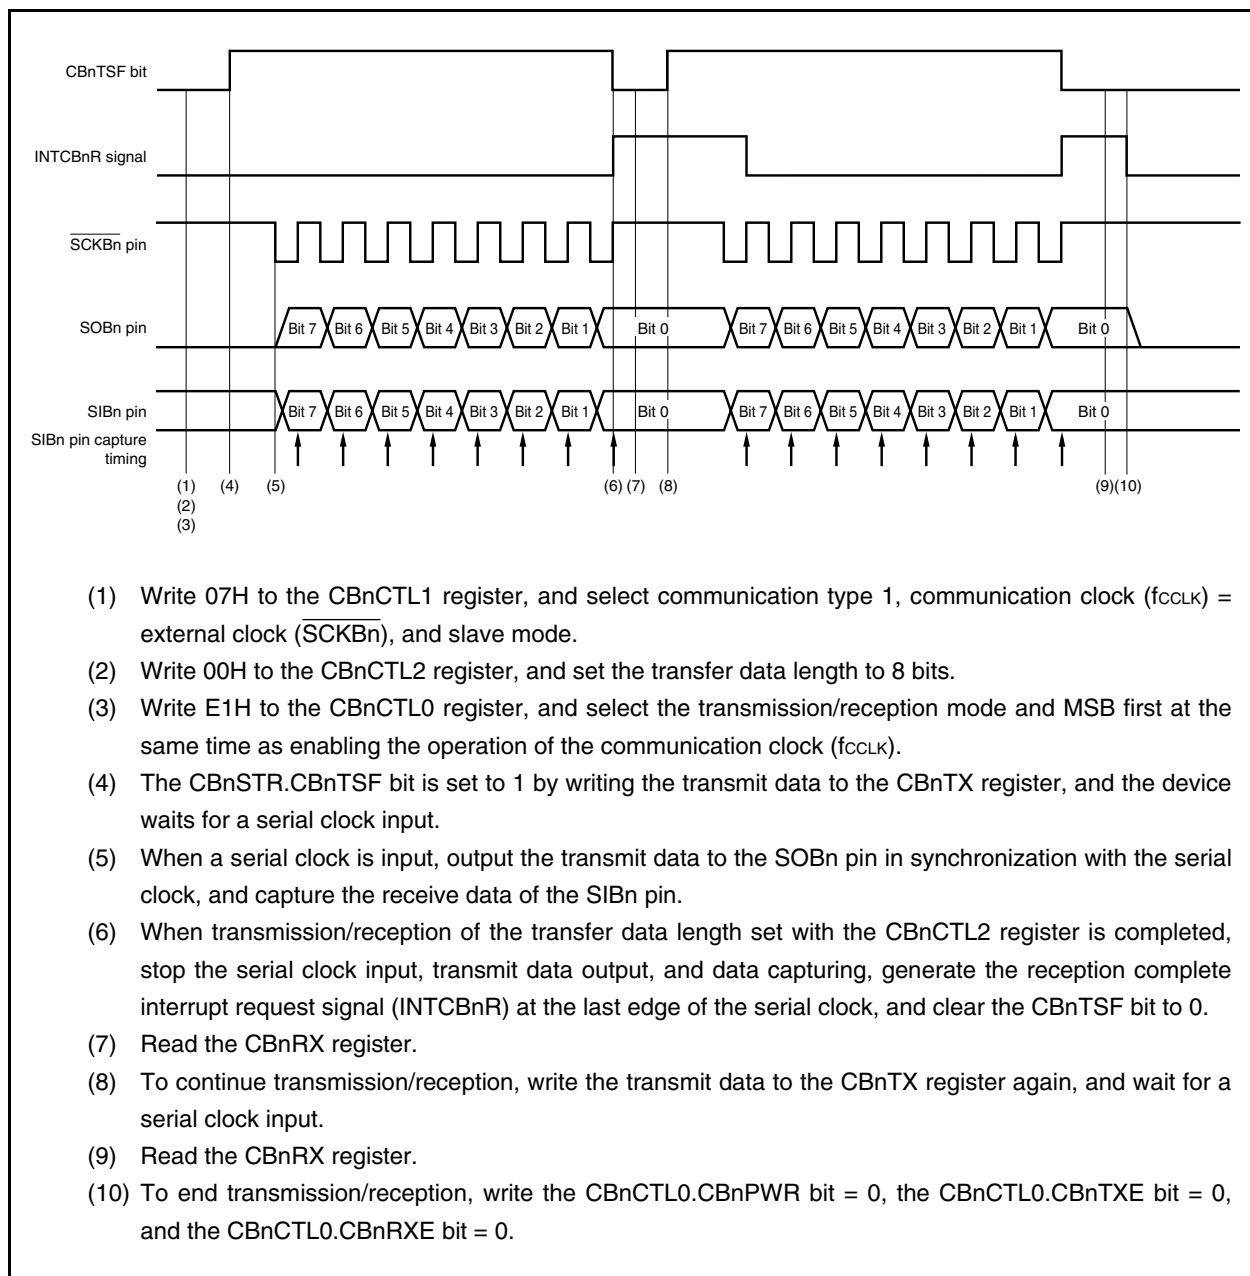 CBnTSF bit
INTCBnR signal
SCKBn pin
SOBn pin
Bit 7 Bit 6 Bit 5 Bit 4 Bit 3 Bit 2 Bit 1 Bit 0 Bit 7 Bit 6 Bit 5 Bit 4 Bit 3 Bit 2 Bit 1 Bit 0
SIBn pin
Bit 7 Bit 6 Bit 5 Bit 4 Bit 3 Bit 2 Bit 1 Bit 0 Bit 7 Bit 6 Bit 5 Bit 4 Bit 3 Bit 2 Bit 1 Bit 0
SIBn pin capture
timing
(1) (4) (5) (6) (7) (8) (9) (10)
(2)
(3)
(1) Write 07H to the CBnCTL1 register, and select communication type 1, communication clock (fCCLK) =
external clock (SCKBn), and slave mode.
(2) Write 00H to the CBnCTL2 register, and set the transfer data length to 8 bits.
(3) Write E1H to the CBnCTL0 register, and select the transmission/reception mode and MSB first at the
same time as enabling the operation of the communication clock (fCCLK).
(4) The CBnSTR.CBnTSF bit is set to 1 by writing the transmit data to the CBnTX register, and the device
waits for a serial clock input.
(5) When a serial clock is input, output the transmit data to the SOBn pin in synchronization with the serial
clock, and capture the receive data of the SIBn pin.
(6) When transmission/reception of the transfer data length set with the CBnCTL2 register is completed,
stop the serial clock input, transmit data output, and data capturing, generate the reception complete
interrupt request signal (INTCBnR) at the last edge of the serial clock, and clear the CBnTSF bit to 0.
(7) Read the CBnRX register.
(8) To continue transmission/reception, write the transmit data to the CBnTX register again, and wait for a
serial clock input.
(9) Read the CBnRX register.
(10) To end transmission/reception, write the CBnCTL0.CBnPWR bit = 0, the CBnCTL0.CBnTXE bit = 0,
and the CBnCTL0.CBnRXE bit = 0.